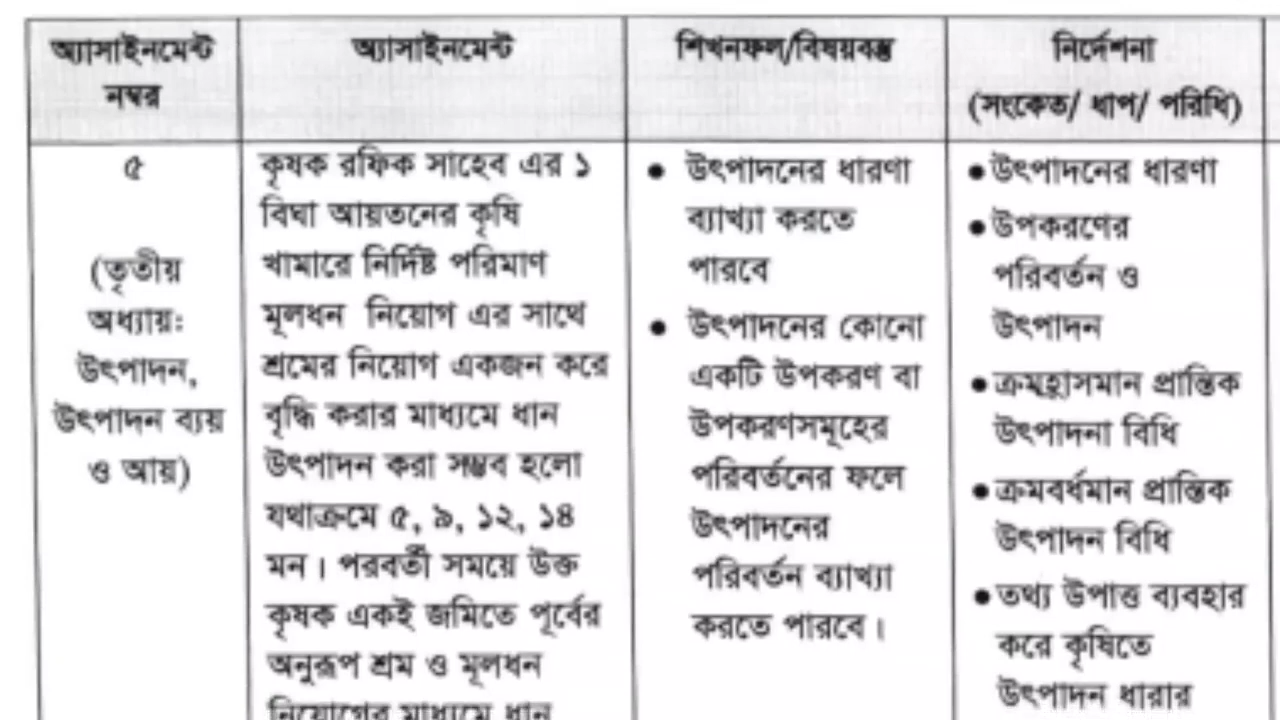 অ্যাসাইনমেন্ট
নম্বর
অ্যাসাইনমেন্ট
শিখনফল/বিষয়বস্তু
নির্দেশনা
(সংকেত/ ধাপ/ পরিধি)
৫
(তৃতীয়
অধ্যায়ঃ
উৎপাদন,
উৎপাদন ব্যয়
ও আয়)
কৃষক রফিক সাহেব এর ১
বিঘা আয়তনের কৃষি
খামারে নির্দিষ্ট পরিমাণ
মূলধন নিয়োগ এর সাথে
শ্রমের নিয়োগ একজন করে
বৃদ্ধি করার মাধ্যমে ধান
উৎপাদন করা সম্ভব হলো
যথাক্রমে ৫, ৯, ১২, ১৪
মন। পরবর্তী সময়ে উক্ত
কৃষক একই জমিতে পূর্বের
অনুরূপ শ্রম ও মূলধন
নিয়োগের মাধ্যমে ধান
• উৎপাদনের ধারণা
ব্যাখ্যা করতে
পারবে
• উৎপাদনের কোনো
একটি উপকরণ বা
উপকরণসমূহের
পরিবর্তনের ফলে
উৎপাদনের
পরিবর্তন ব্যাখ্যা
করতে পারবে।
• উৎপাদনের ধারণা
• উপকরণের
পরিবর্তন ও
উৎপাদন
• ক্রমহ্রাসমান প্রান্তিক
উৎপাদনা বিধি
• ক্রমবর্ধমান প্রান্তিক
উৎপাদন বিধি
• তথ্য উপাত্ত ব্যবহার
করে কৃষিতে
উৎপাদন ধারার